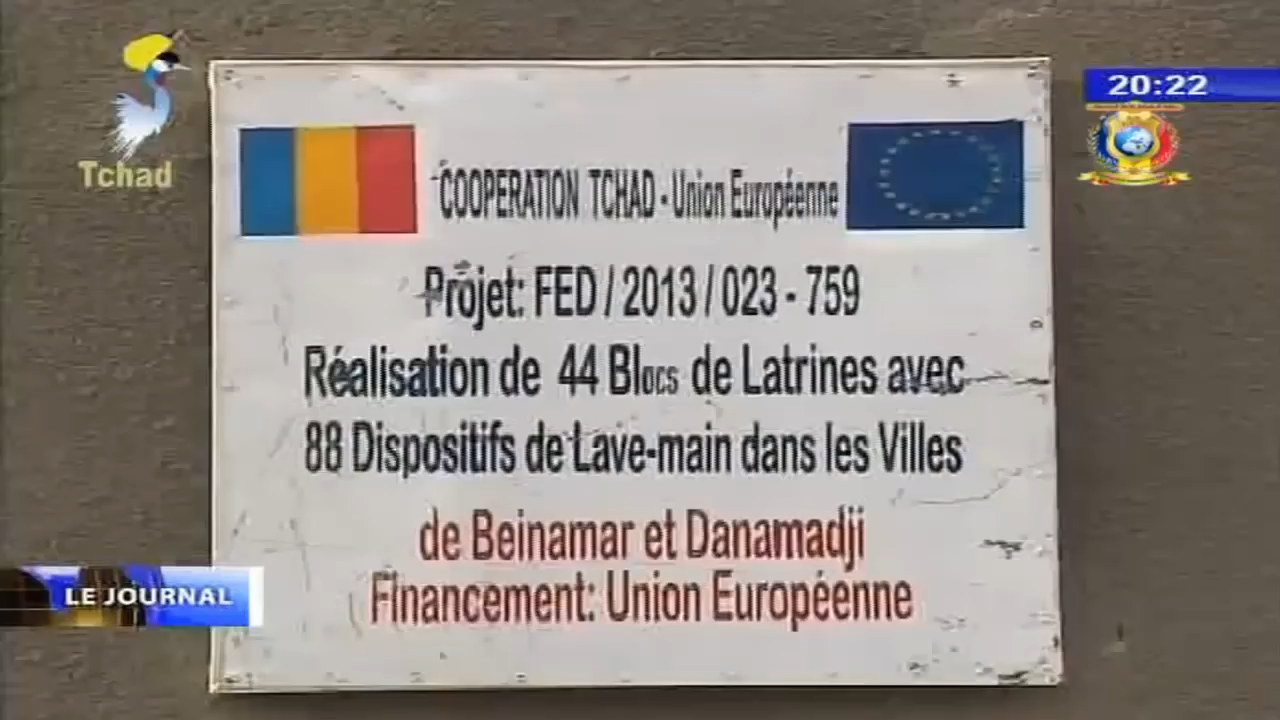 Tchad
20:22
COOPERATION TCHAD - Union Européenne
Projet: FED / 2013 / 023 - 759
Réalisation de 44 Blocs de Latrines avec
88 Dispositifs de Lave-main dans les Villes
de Beinamar et Danamadji
Financement: Union Européenne
LE JOURNAL